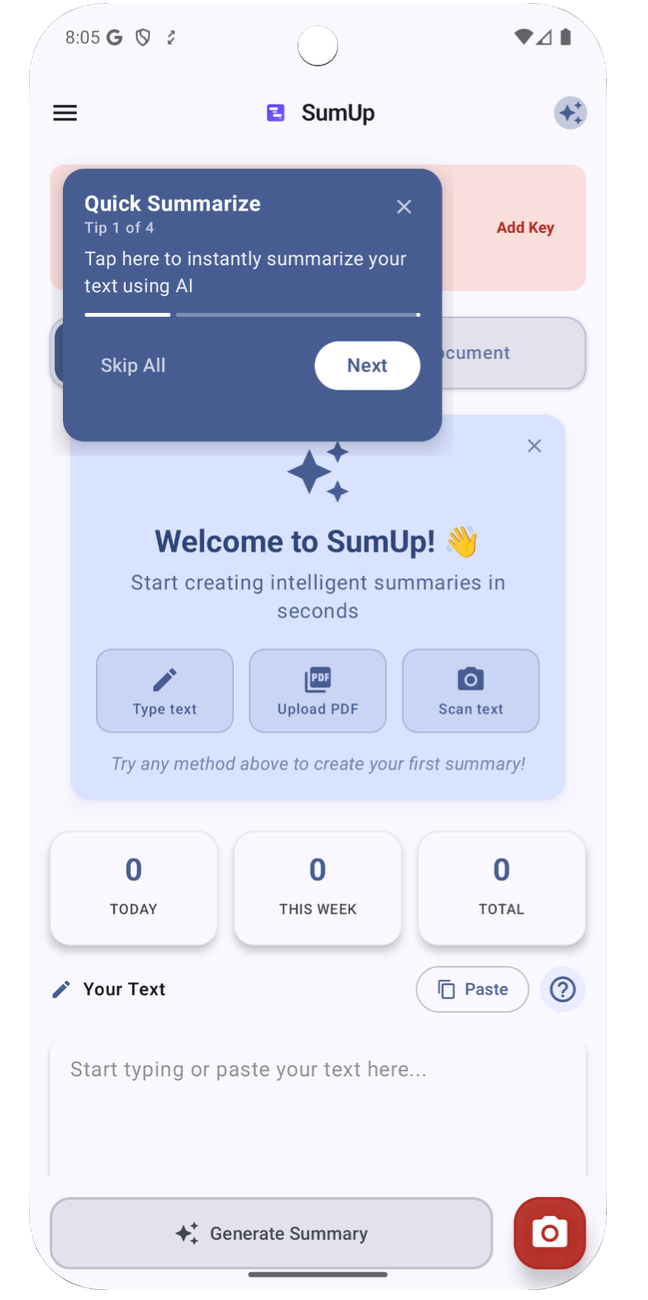 8:05
SumUp
Quick Summarize
Tip 1 of 4
Tap here to instantly summarize your
text using AI
Skip All
Next
Add Key
Welcome to SumUp! 👋
Start creating intelligent summaries in
seconds
Type text
PDF
Upload PDF
Scan text
Try any method above to create your first summary!
0
TODAY
0
THIS WEEK
0
TOTAL
Your Text
Paste
Start typing or paste your text here...
Generate Summary